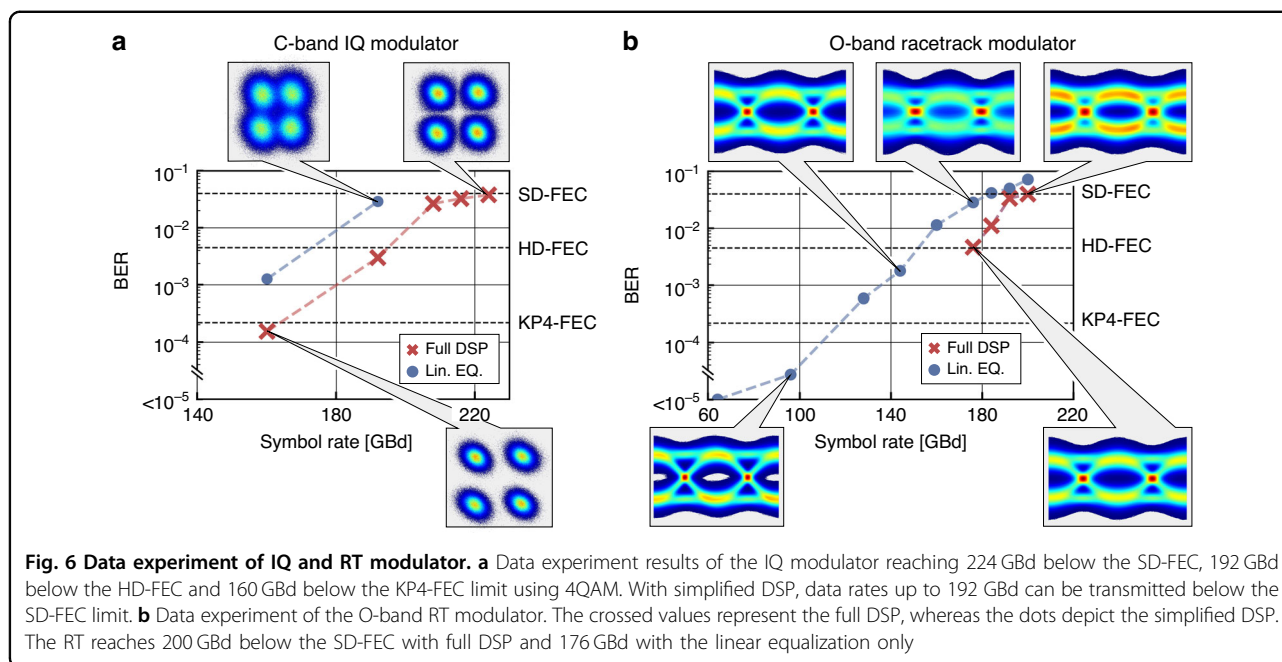 a
C-band IQ modulator
10⁻¹
10⁻²
10⁻³
10⁻⁴
<10⁻⁵
BER
SD-FEC
HD-FEC
KP4-FEC
Full DSP
Lin. EQ.
140
180
220
Symbol rate [GBd]
b
O-band racetrack modulator
10⁻¹
10⁻²
10⁻³
10⁻⁴
<10⁻⁵
BER
SD-FEC
HD-FEC
KP4-FEC
Full DSP
Lin. EQ.
60
100
140
180
220
Symbol rate [GBd]
Fig. 6 Data experiment of IQ and RT modulator. a Data experiment results of the IQ modulator reaching 224 GBd below the SD-FEC, 192 GBd
below the HD-FEC and 160 GBd below the KP4-FEC limit using 4QAM. With simplified DSP, data rates up to 192 GBd can be transmitted below the
SD-FEC limit. b Data experiment of the O-band RT modulator. The crossed values represent the full DSP, whereas the dots depict the simplified DSP.
The RT reaches 200 GBd below the SD-FEC with full DSP and 176 GBd with the linear equalization only